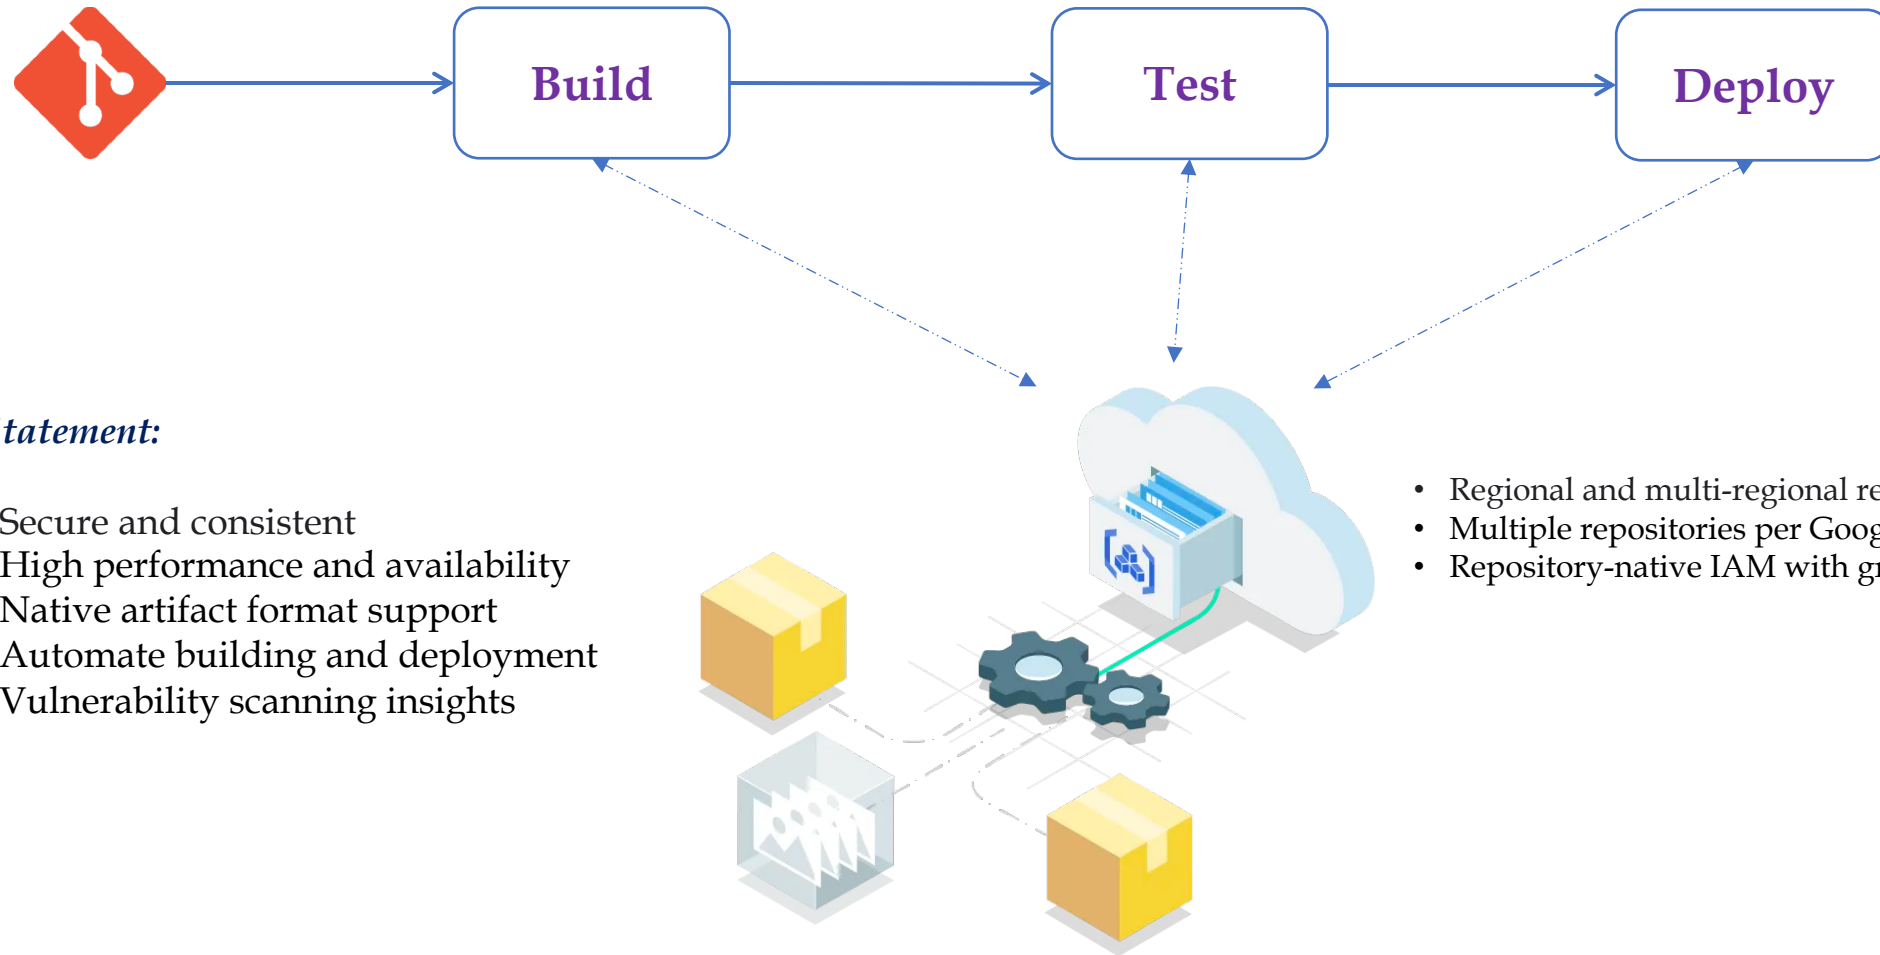 Build
Test
Deploy
tatement:
Secure and consistent
High performance and availability
Native artifact format support
Automate building and deployment
Vulnerability scanning insights
• Regional and multi-regional re
• Multiple repositories per Goog
• Repository-native IAM with gr